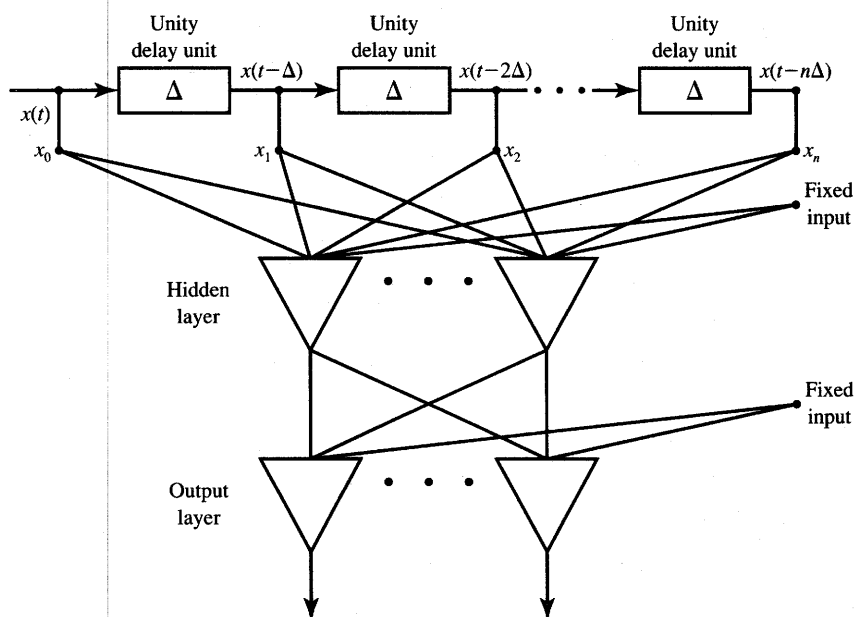 Unity
delay unit
Unity
delay unit
Unity
delay unit
x(t)
Δ
x(t−Δ)
Δ
x(t−2Δ)
Δ
x(t−nΔ)
x₀
x₁
x₂
xₙ
Fixed
input
Hidden
layer
Fixed
input
Output
layer